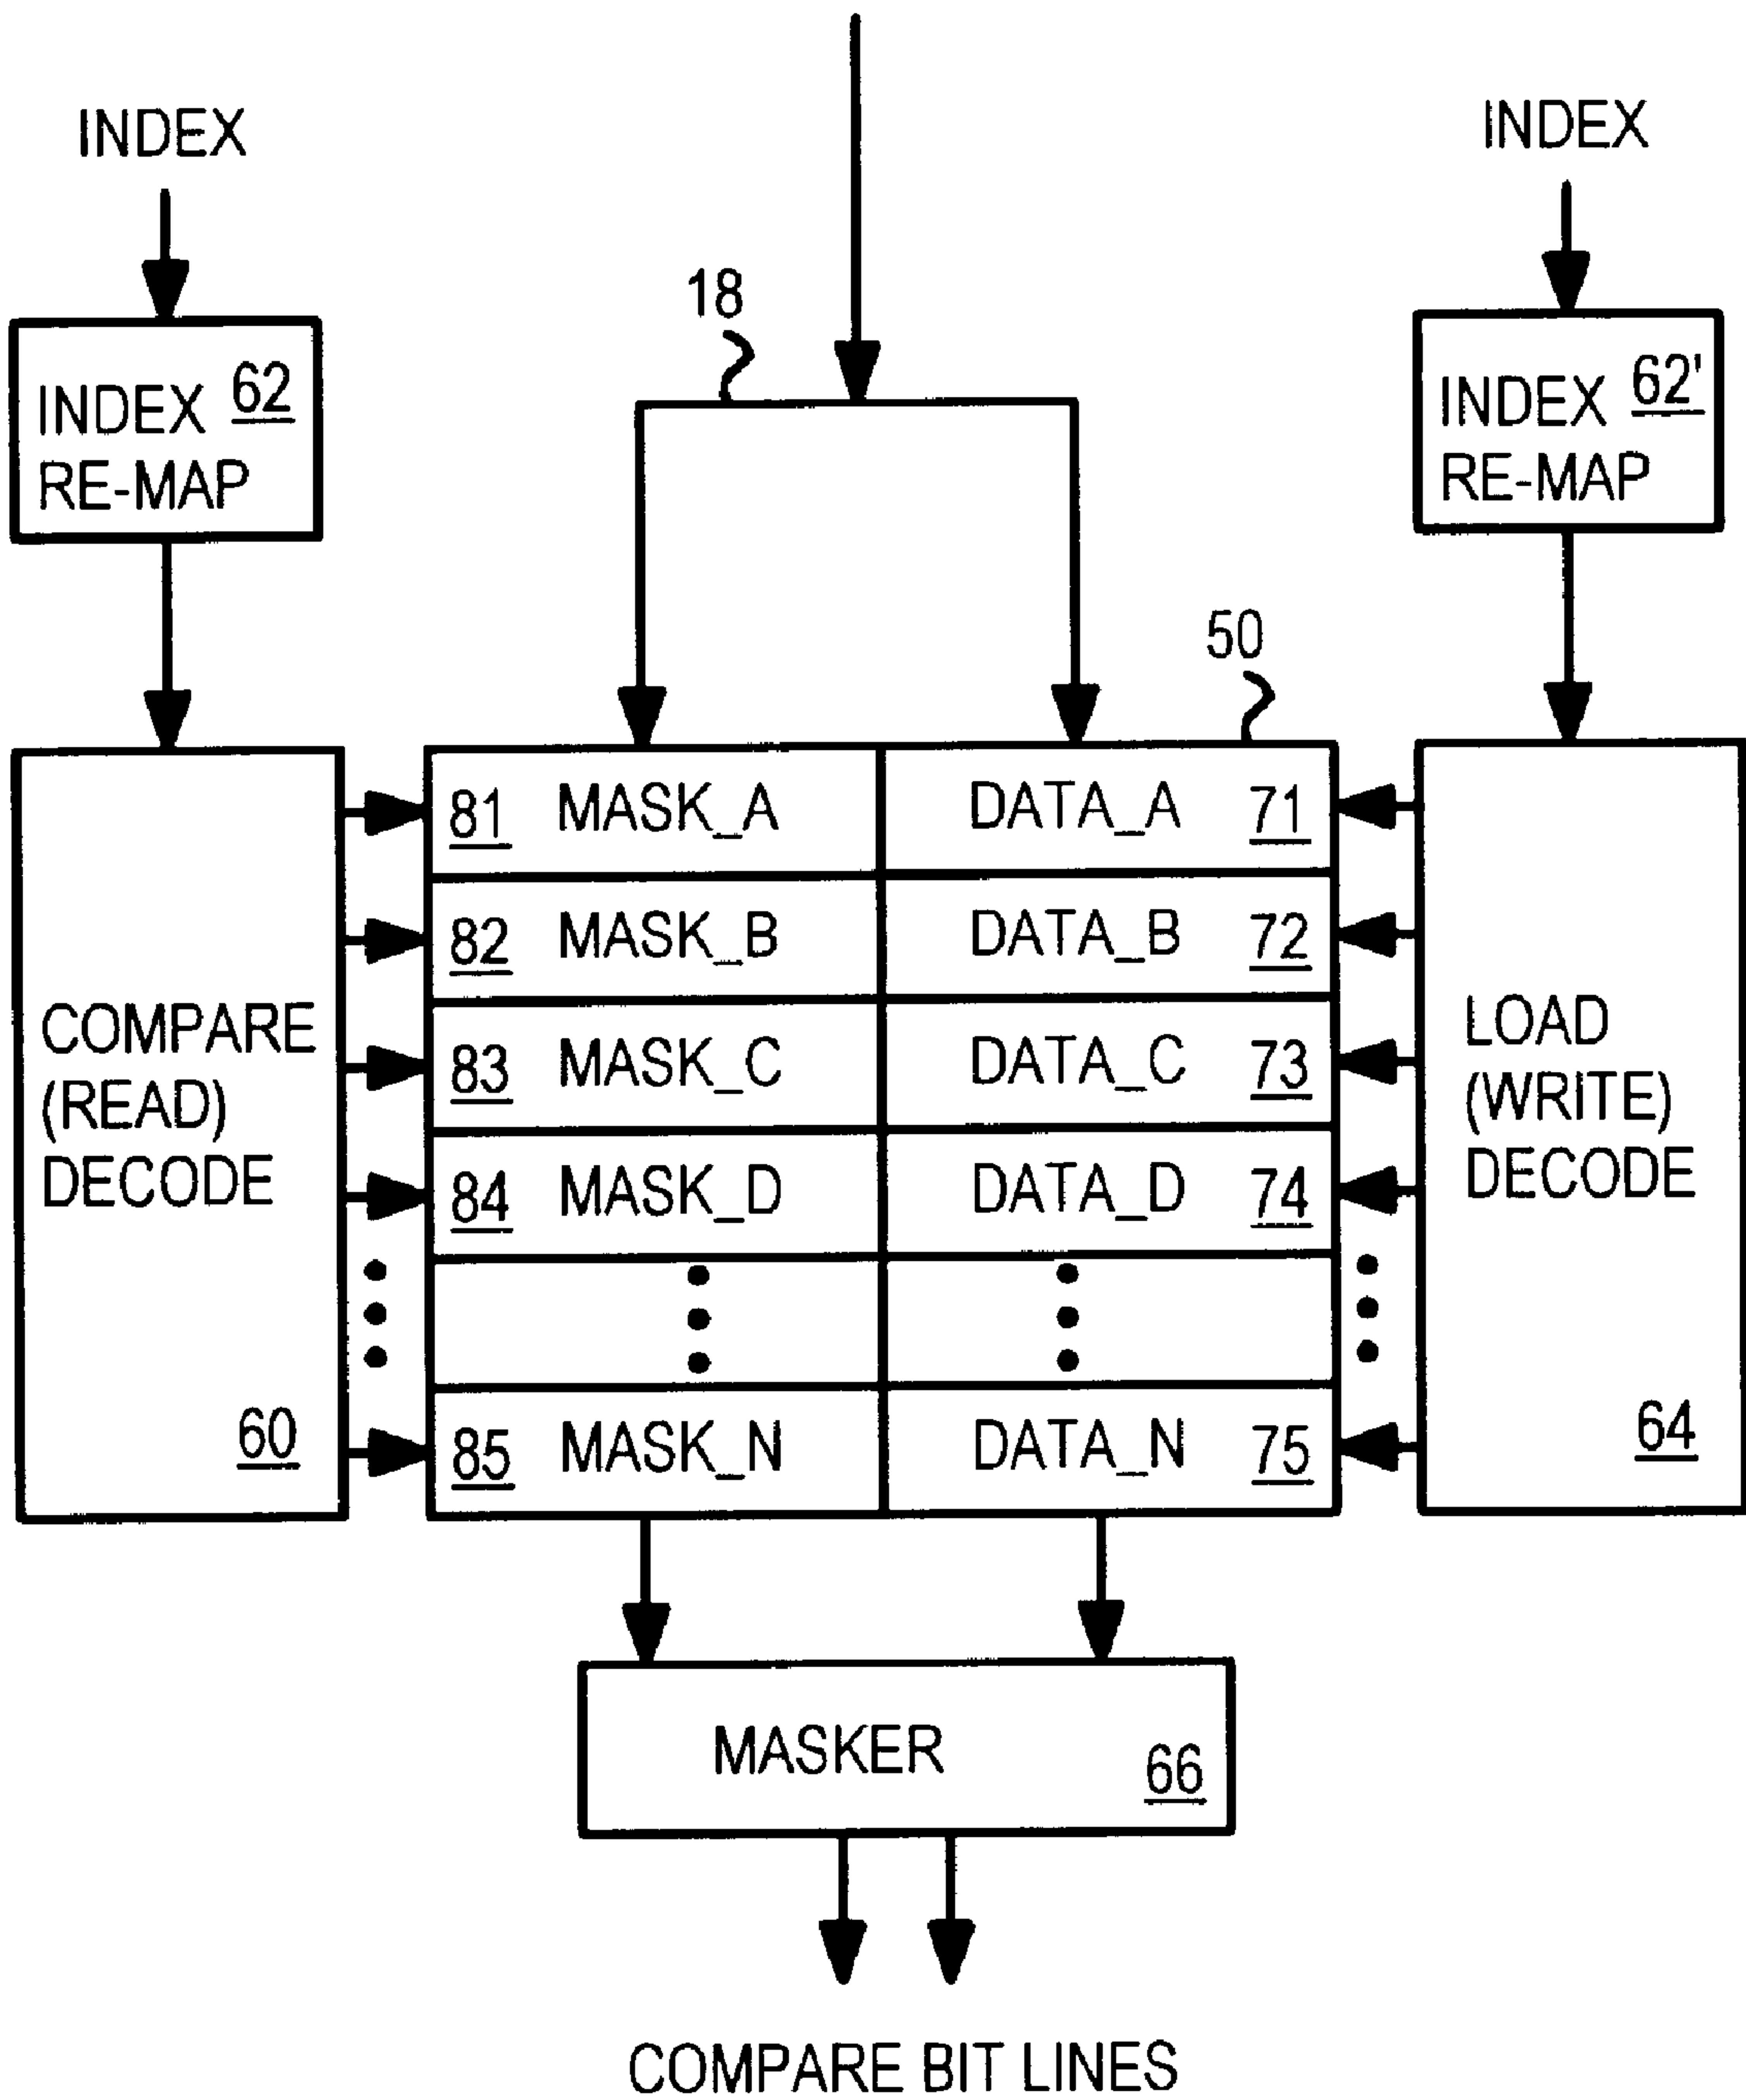 INDEX
INDEX
18
INDEX 62
RE-MAP
INDEX 62'
RE-MAP
50
81 MASK_A DATA_A 71
82 MASK_B DATA_B 72
83 MASK_C DATA_C 73
84 MASK_D DATA_D 74
85 MASK_N DATA_N 75
COMPARE
(READ)
DECODE
60
LOAD
(WRITE)
DECODE
64
MASKER 66
COMPARE BIT LINES